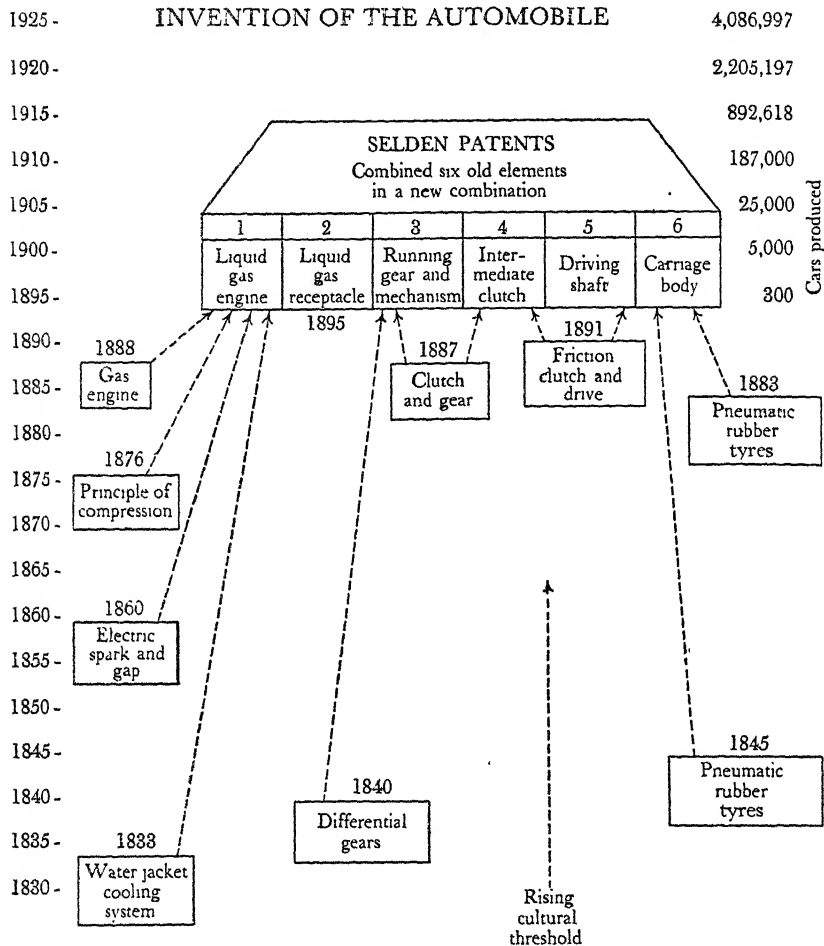 INVENTION OF THE AUTOMOBILE
1925 -
4,086,997
1920 -
2,205,197
1915 -
892,618
SELDEN PATENTS
1910 -
187,000
Combined six old elements
in a new combination
1905 -
25,000
1 2 3 4 5 6
1900 -
5,000
Cars produced
Liquid
gas
engine
Liquid
gas
receptacle
Running
gear and
mechanism
Inter-
mediate
clutch
Driving
shaft
Carriage
body
1895 -
300
1895
1890 -
1888
Gas
engine
1887
Clutch
and gear
1891
Friction
clutch and
drive
1885 -
1883
Pneumatic
rubber
tyres
1880 -
1875 -
1876
Principle of
compression
1870 -
1865 -
1860 -
1860
Electric
spark and
gap
1855 -
1850 -
1845 -
1845
Pneumatic
rubber
tyres
1840 -
1840
Differential
gears
1835 -
1833
Water jacket
cooling
system
1830 -
Rising
cultural
threshold